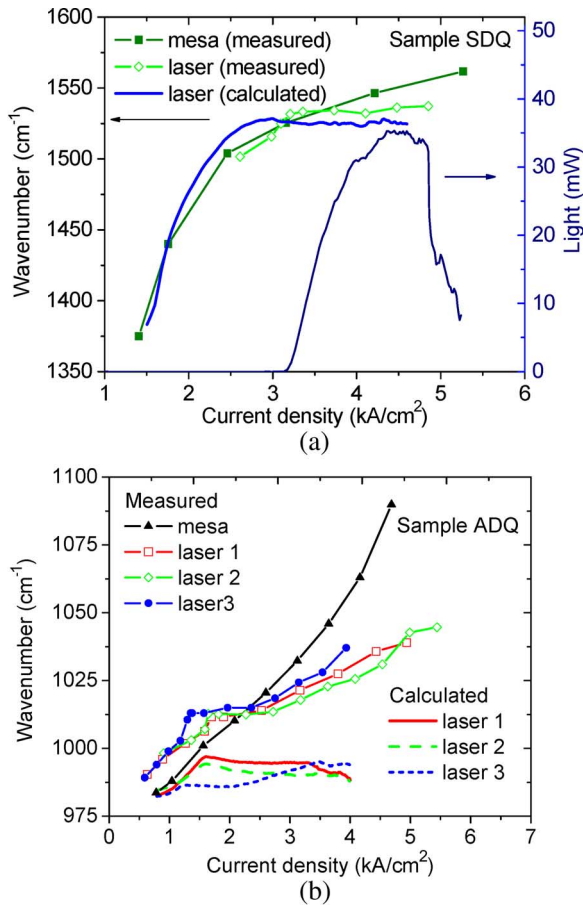 (a)
1600
1550
1500
1450
1400
1350
Wavenumber (cm⁻¹)
mesa (measured)
laser (measured)
laser (calculated)
Sample SDQ
50
40
30
20
10
0
Light (mW)
1 2 3 4 5 6
Current density (kA/cm²)
(a)
1100
1075
1050
1025
1000
975
Wavenumber (cm⁻¹)
Measured
mesa
laser 1
laser 2
laser3
Sample ADQ
Calculated
laser 1
laser 2
laser 3
0 1 2 3 4 5 6 7
Current density (kA/cm²)
(b)